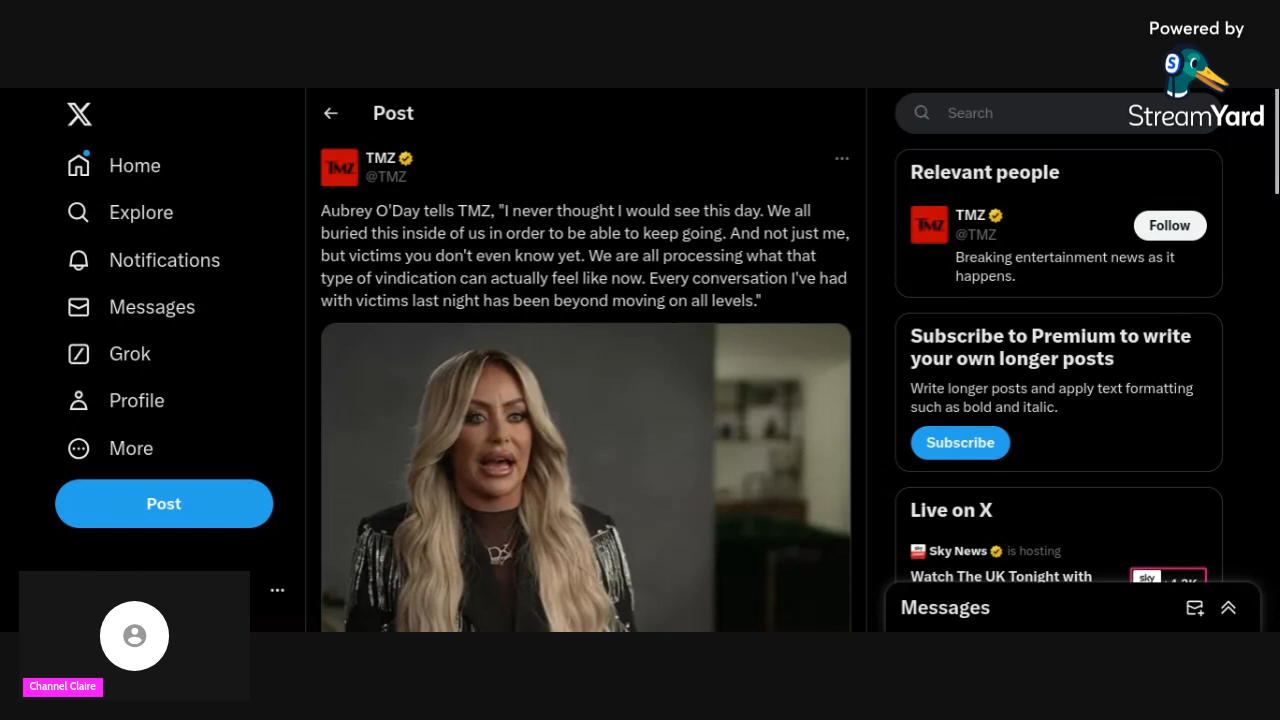 Powered by
S
StreamYard
X
Home
Explore
Notifications
Messages
Grok
Profile
More
Post
Channel Claire
Post
TMZ
TMZ
@TMZ
Aubrey O'Day tells TMZ, "I never thought I would see this day. We all
buried this inside of us in order to be able to keep going. And not just me,
but victims you don't even know yet. We are all processing what that
type of vindication can actually feel like now. Every conversation I've had
with victims last night has been beyond moving on all levels."
Search
Relevant people
TMZ
TMZ
@TMZ
Follow
Breaking entertainment news as it
happens.
Subscribe to Premium to write
your own longer posts
Write longer posts and apply text formatting
such as bold and italic.
Subscribe
Live on X
sky
Sky News is hosting
Watch The UK Tonight with
sky
Messages